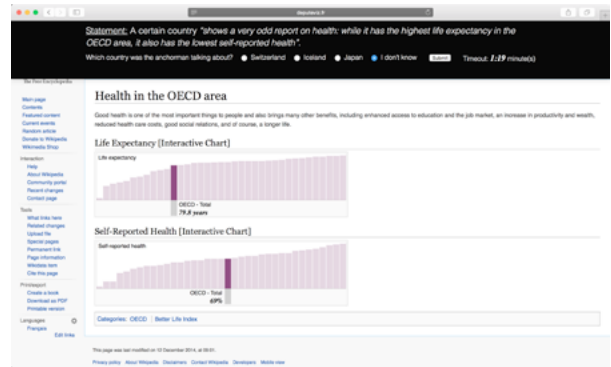 Statement: A certain country "shows a very odd report on health: while it has the highest life expectancy in the
OECD area, it also has the lowest self-reported health".
Which country was the anchorman talking about? Switzerland Iceland Japan I don't know Submit Timeout: 1:19 minute(s)
The Free Encyclopedia
Main page
Contents
Featured content
Current events
Random article
Donate to Wikipedia
Wikimedia Shop
Interaction
Help
About Wikipedia
Community portal
Recent changes
Contact page
Tools
What links here
Related changes
Upload file
Special pages
Permanent link
Page information
Wikidata item
Cite this page
Print/export
Create a book
Download as PDF
Printable version
Languages
Français
Edit links
Health in the OECD area
Good health is one of the most important things to people and also brings many other benefits, including enhanced access to education and the job market, an increase in productivity and wealth,
reduced health care costs, good social relations, and of course, a longer life.
Life Expectancy [Interactive Chart]
Life expectancy
OECD - Total
79.8 years
Self-Reported Health [Interactive Chart]
Self-reported health
OECD - Total
69%
Categories: OECD | Better Life Index
This page was last modified on 13 December 2014, at 09:01.
Privacy policy About Wikipedia Disclaimers Contact Wikipedia Developers Mobile view